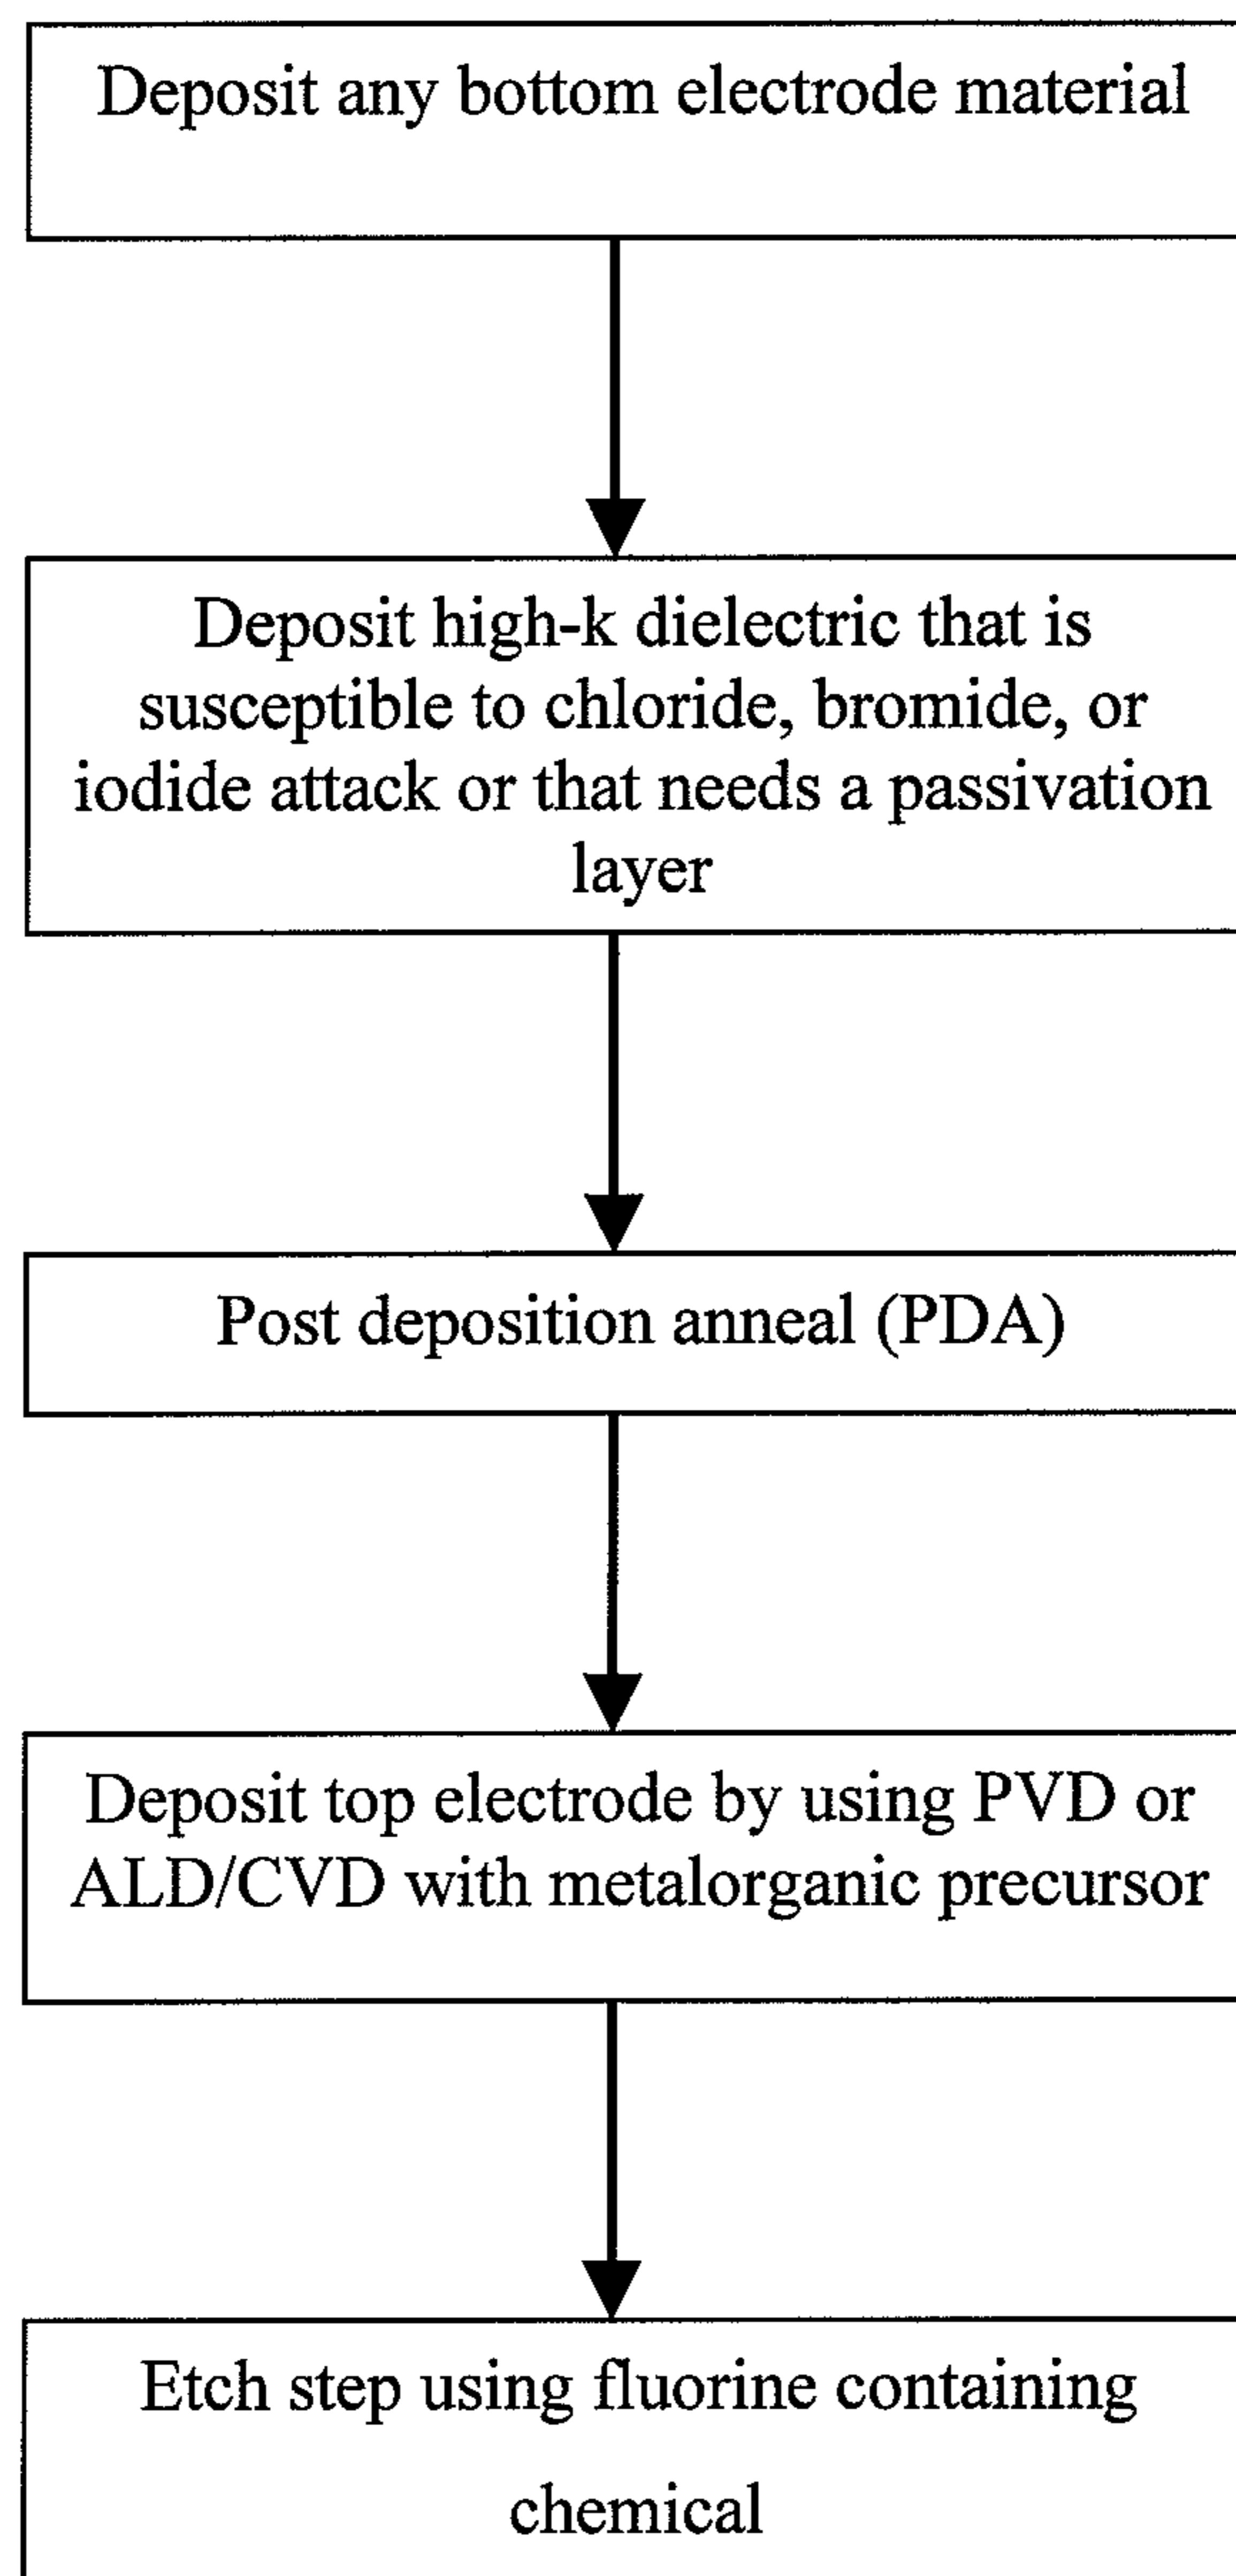 Deposit any bottom electrode material
Deposit high-k dielectric that is
susceptible to chloride, bromide, or
iodide attack or that needs a passivation
layer
Post deposition anneal (PDA)
Deposit top electrode by using PVD or
ALD/CVD with metalorganic precursor
Etch step using fluorine containing
chemical